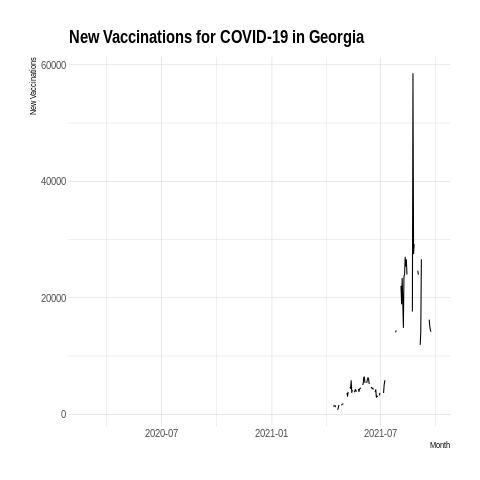 New Vaccinations for COVID-19 in Georgia
New Vaccinations
60000
40000
20000
0
2020-07
2021-01
2021-07
Month